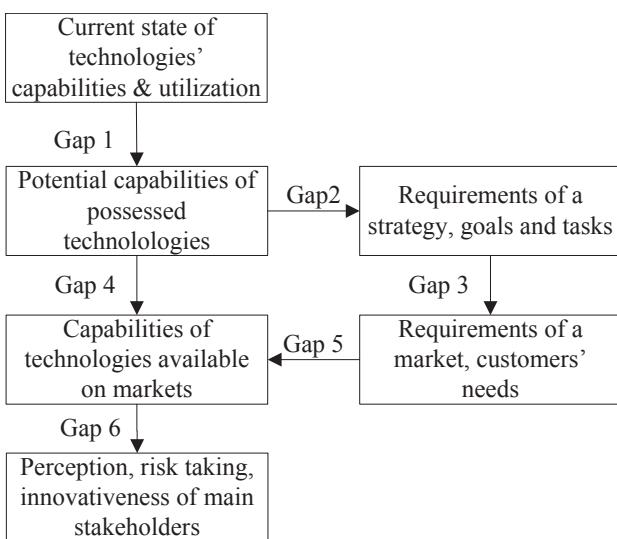 Current state of
technologies’
capabilities & utilization
Gap 1
Potential capabilities of
possessed
technolologies
Gap2
Requirements of a
strategy, goals and tasks
Gap 4
Gap 3
Capabilities of
technologies available
on markets
Gap 5
Requirements of a
market, customers’
needs
Gap 6
Perception, risk taking,
innovativeness of main
stakeholders